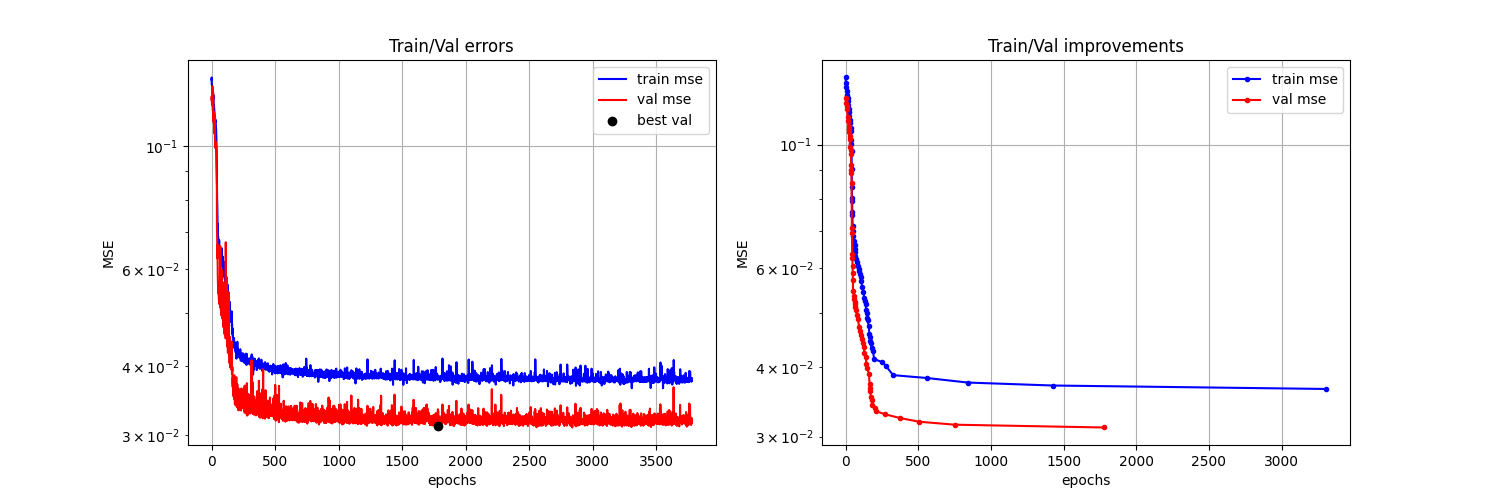 Train/Val errors
train mse
val mse
best val
10⁻¹
6 × 10⁻²
4 × 10⁻²
3 × 10⁻²
MSE
0 500 1000 1500 2000 2500 3000 3500
epochs
Train/Val improvements
train mse
val mse
10⁻¹
6 × 10⁻²
4 × 10⁻²
3 × 10⁻²
MSE
0 500 1000 1500 2000 2500 3000
epochs